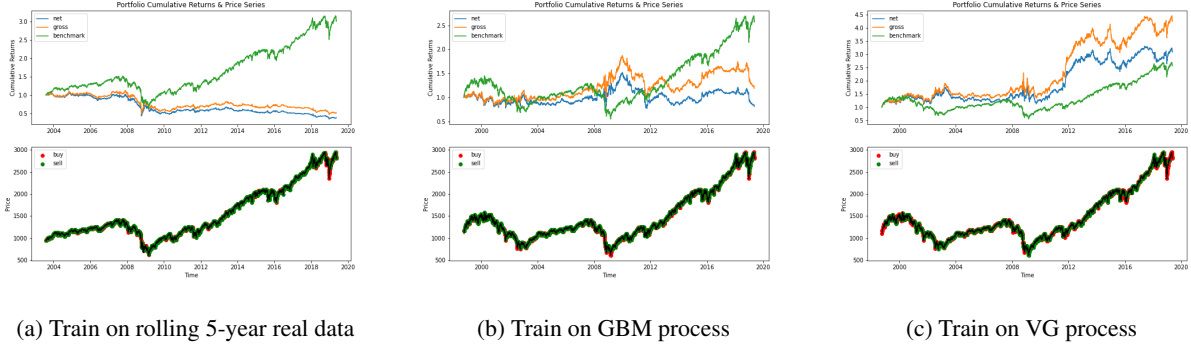 Portfolio Cumulative Returns & Price Series
Cumulative Returns
3.0
2.5
2.0
1.5
1.0
0.5
net
gross
benchmark
2004 2006 2008 2010 2012 2014 2016 2018 2020
Price
3000
2500
2000
1500
1000
500
buy
sell
2004 2006 2008 2010 2012 2014 2016 2018 2020
Time
(a) Train on rolling 5-year real data
Portfolio Cumulative Returns & Price Series
Cumulative Returns
2.5
2.0
1.5
1.0
0.5
net
gross
benchmark
2000 2004 2008 2012 2016 2020
Price
3000
2500
2000
1500
1000
500
buy
sell
2000 2004 2008 2012 2016 2020
Time
(b) Train on GBM process
Portfolio Cumulative Returns & Price Series
Cumulative Returns
4.5
4.0
3.5
3.0
2.5
2.0
1.5
1.0
0.5
net
gross
benchmark
2000 2004 2008 2012 2016 2020
Price
3000
2500
2000
1500
1000
500
buy
sell
2000 2004 2008 2012 2016 2020
Time
(c) Train on VG process